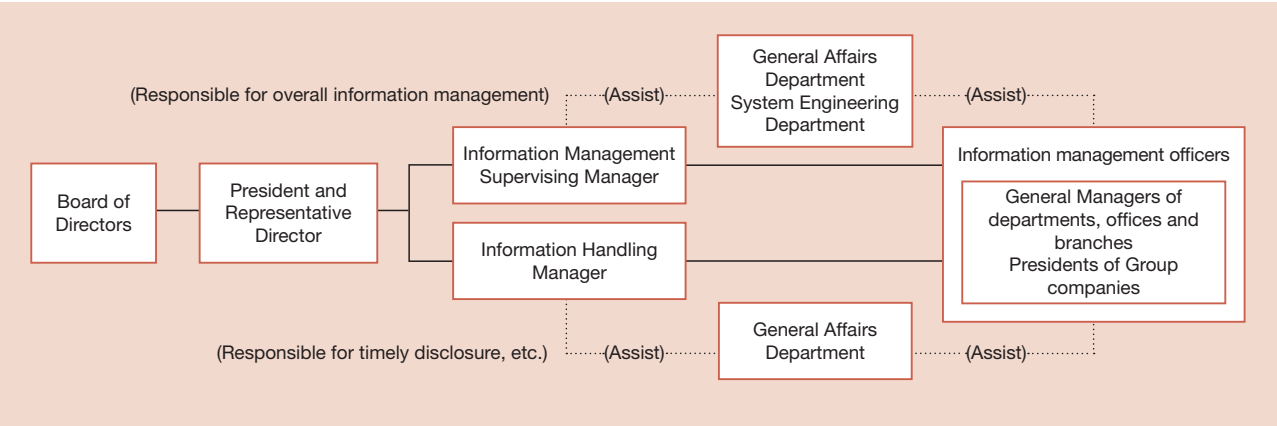 General Affairs
Department
System Engineering
Department
(Responsible for overall information management)
(Assist)
(Assist)
Board of
Directors
President and
Representative
Director
Information Management
Supervising Manager
Information Handling
Manager
Information management officers
General Managers of
departments, offices and
branches
Presidents of Group
companies
General Affairs
Department
(Responsible for timely disclosure, etc.)
(Assist)
(Assist)